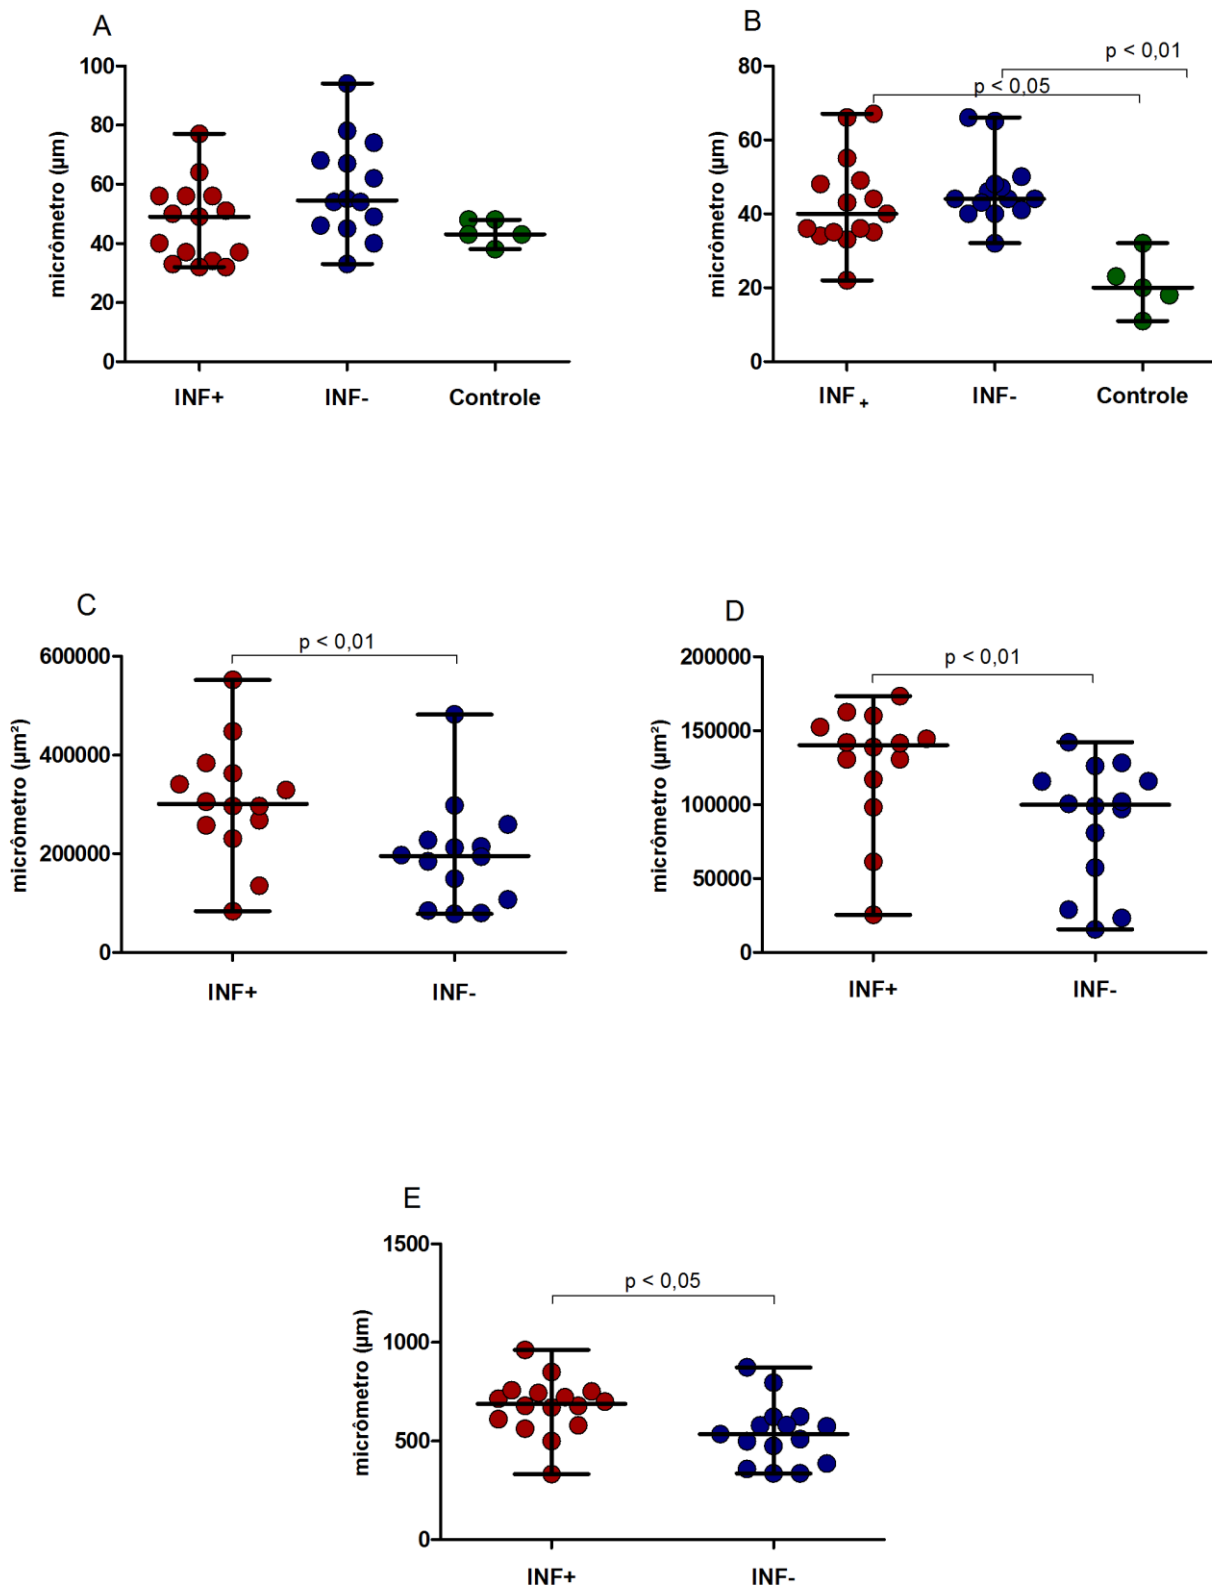 A
micrômetro (µm)
100
80
60
40
20
0
INF+
INF-
Controle
B
p < 0,01
p < 0,05
micrômetro (µm)
80
60
40
20
0
INF +
INF-
Controle
C
p < 0,01
micrômetro (µm²)
600000
400000
200000
0
INF+
INF-
D
p < 0,01
micrômetro (µm²)
200000
150000
100000
50000
0
INF+
INF-
E
p < 0,05
micrômetro (µm)
1500
1000
500
0
INF+
INF-